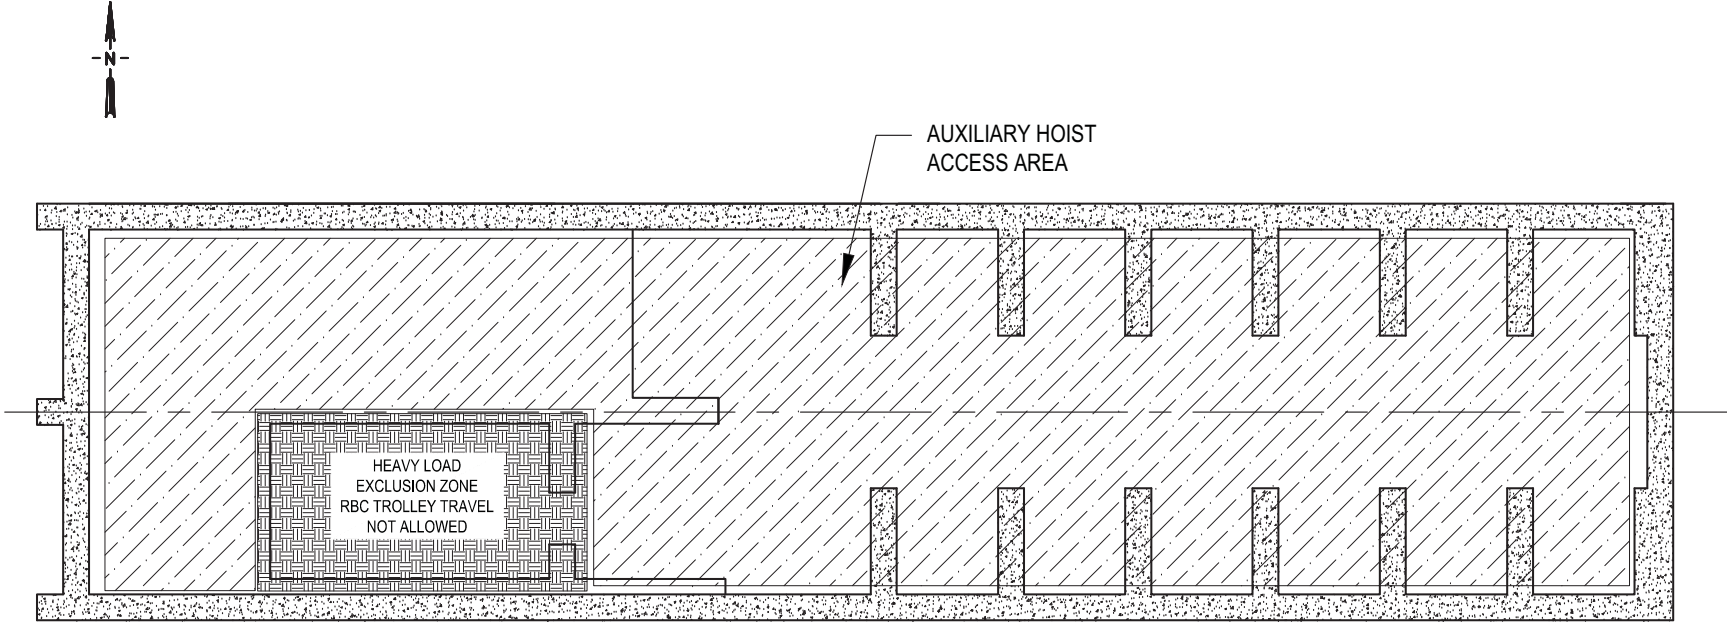 N
AUXILIARY HOIST
ACCESS AREA
HEAVY LOAD
EXCLUSION ZONE
RBC TROLLEY TRAVEL
NOT ALLOWED